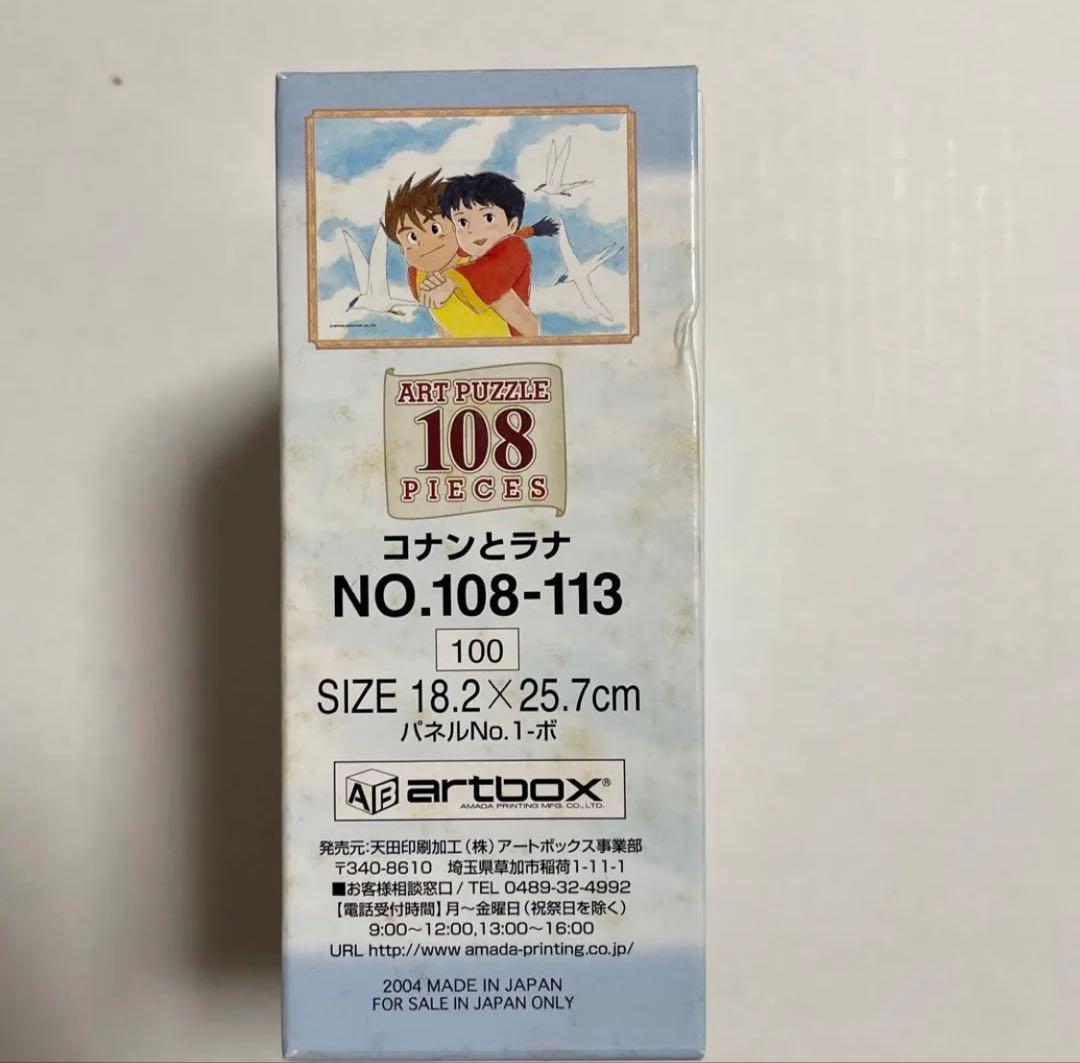 ART PUZZLE
108
PIECES
コナンとラナ
NO.108-113
100
SIZE 18.2×25.7cm
パネルNo.1-ボ
AB artbox®
AMADA PRINTING MFG. CO.,LTD.
発売元:天田印刷加工(株)アートボックス事業部
〒340-8610 埼玉県草加市稲荷1-11-1
■お客様相談窓口/TEL 0489-32-4992
【電話受付時間】月〜金曜日(祝祭日を除く)
9:00〜12:00,13:00〜16:00
URL http://www.amada-printing.co.jp/
2004 MADE IN JAPAN
FOR SALE IN JAPAN ONLY